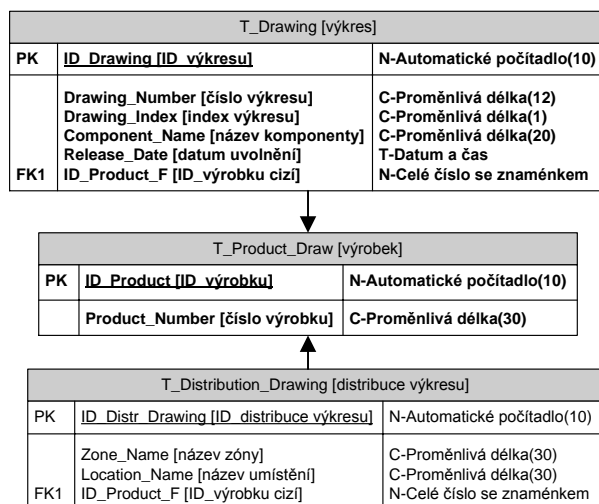 T_Drawing [výkres]
PK ID_Drawing [ID_výkresu] N-Automatické počítadlo(10)
Drawing_Number [číslo výkresu] C-Proměnlivá délka(12)
Drawing_Index [index výkresu] C-Proměnlivá délka(1)
Component_Name [název komponenty] C-Proměnlivá délka(20)
Release_Date [datum uvolnění] T-Datum a čas
FK1 ID_Product_F [ID_výrobku cizí] N-Celé číslo se znaménkem
T_Product_Draw [výrobek]
PK ID_Product [ID_výrobku] N-Automatické počítadlo(10)
Product_Number [číslo výrobku] C-Proměnlivá délka(30)
T_Distribution_Drawing [distribuce výkresu]
PK ID_Distr_Drawing [ID_distribuce výkresu] N-Automatické počítadlo(10)
Zone_Name [název zóny] C-Proměnlivá délka(30)
Location_Name [název umístění] C-Proměnlivá délka(30)
FK1 ID_Product_F [ID_výrobku cizí] N-Celé číslo se znaménkem